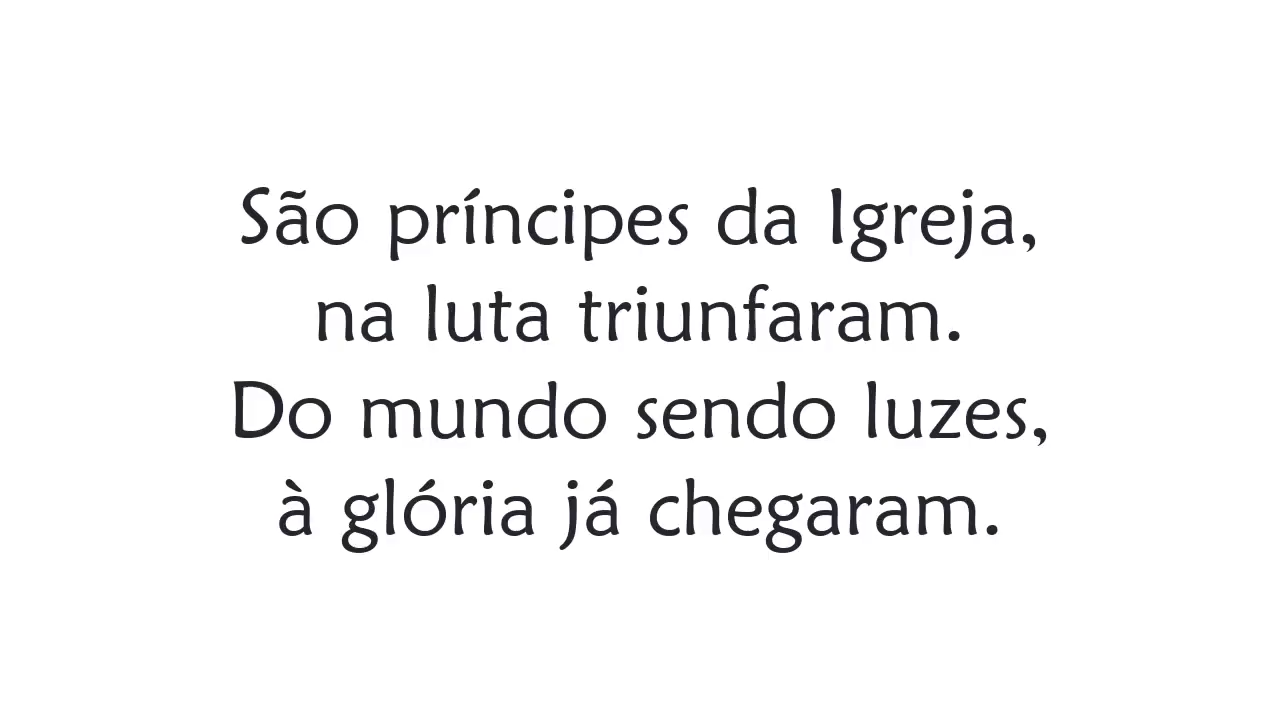 São príncipes da Igreja,
na luta triunfaram.
Do mundo sendo luzes,
à glória já chegaram.